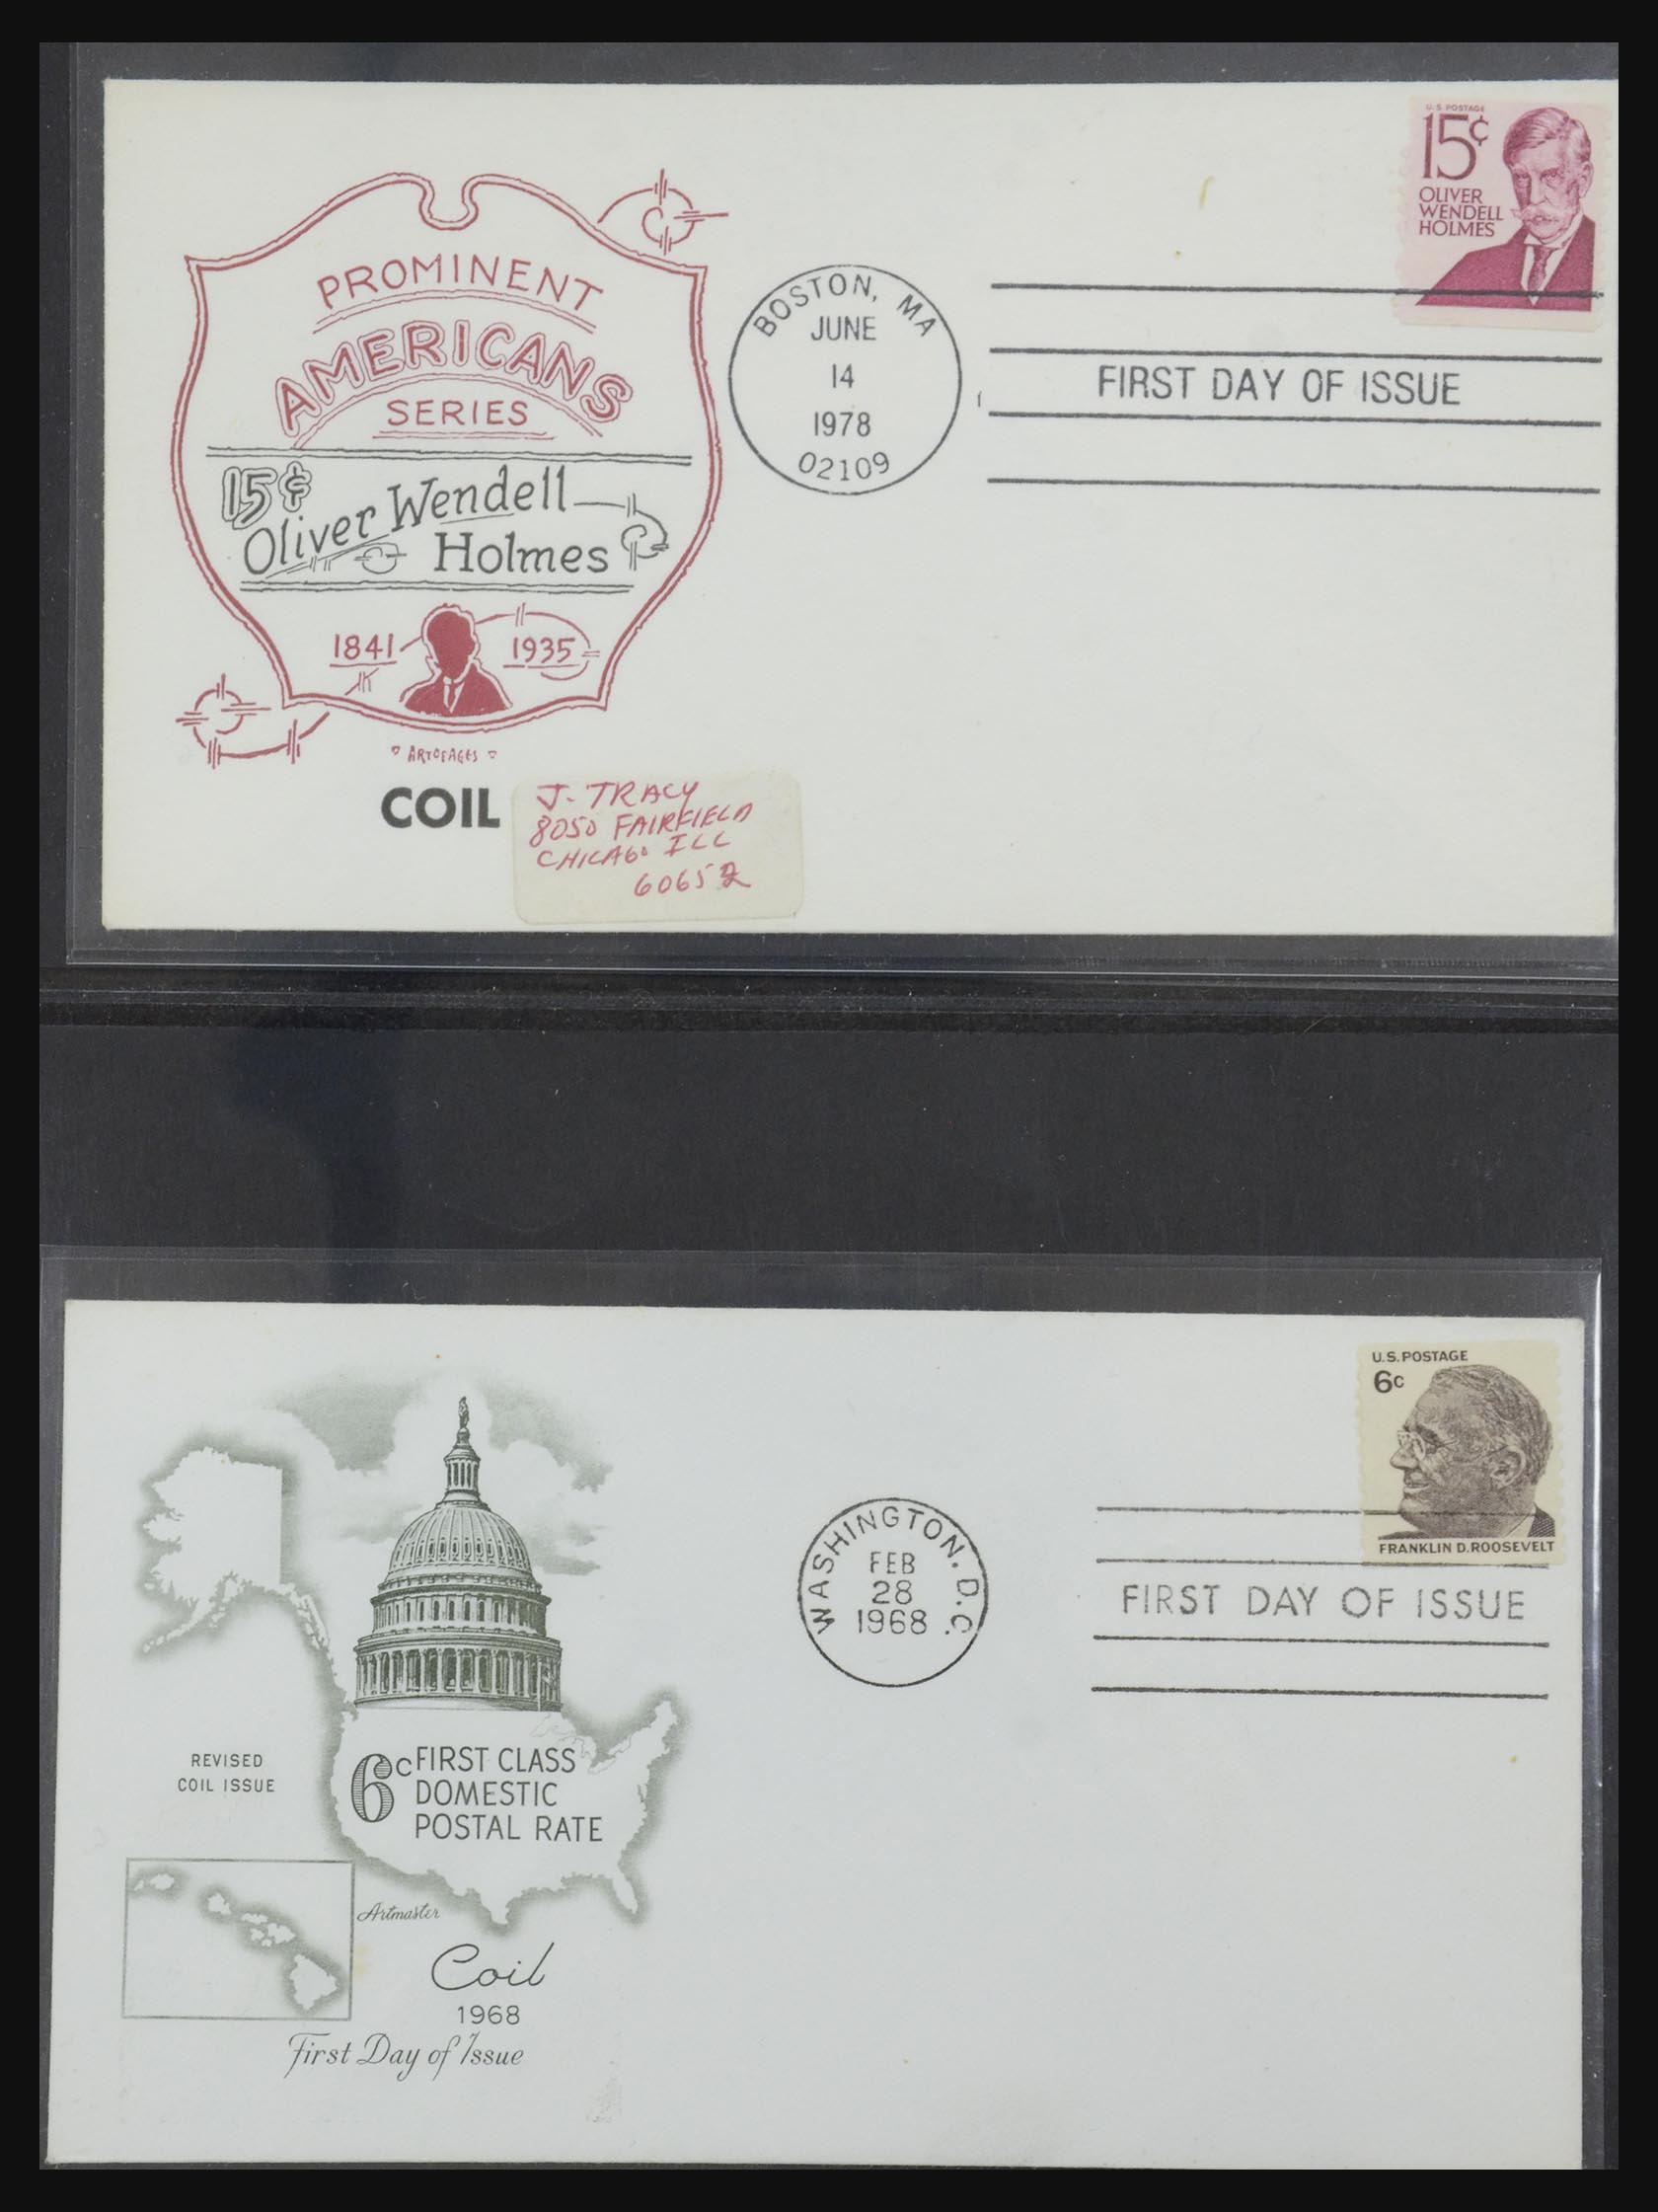 U.S. POSTAGE
15¢
OLIVER
WENDELL
HOLMES
PROMINENT
AMERICANS
SERIES
15¢
Oliver Wendell
Holmes
1841 1935
ARTOFAGES
COIL
J. TRACY
8050 FAIRFIELD
CHICAGO ILL
60652
BOSTON, MA
JUNE
14
1978
02109
FIRST DAY OF ISSUE
U.S. POSTAGE
6c
FRANKLIN D. ROOSEVELT
WASHINGTON, D.C.
FEB
28
1968
FIRST DAY OF ISSUE
REVISED
COIL ISSUE
6c FIRST CLASS
DOMESTIC
POSTAL RATE
Artmaster
Coil
1968
First Day of Issue